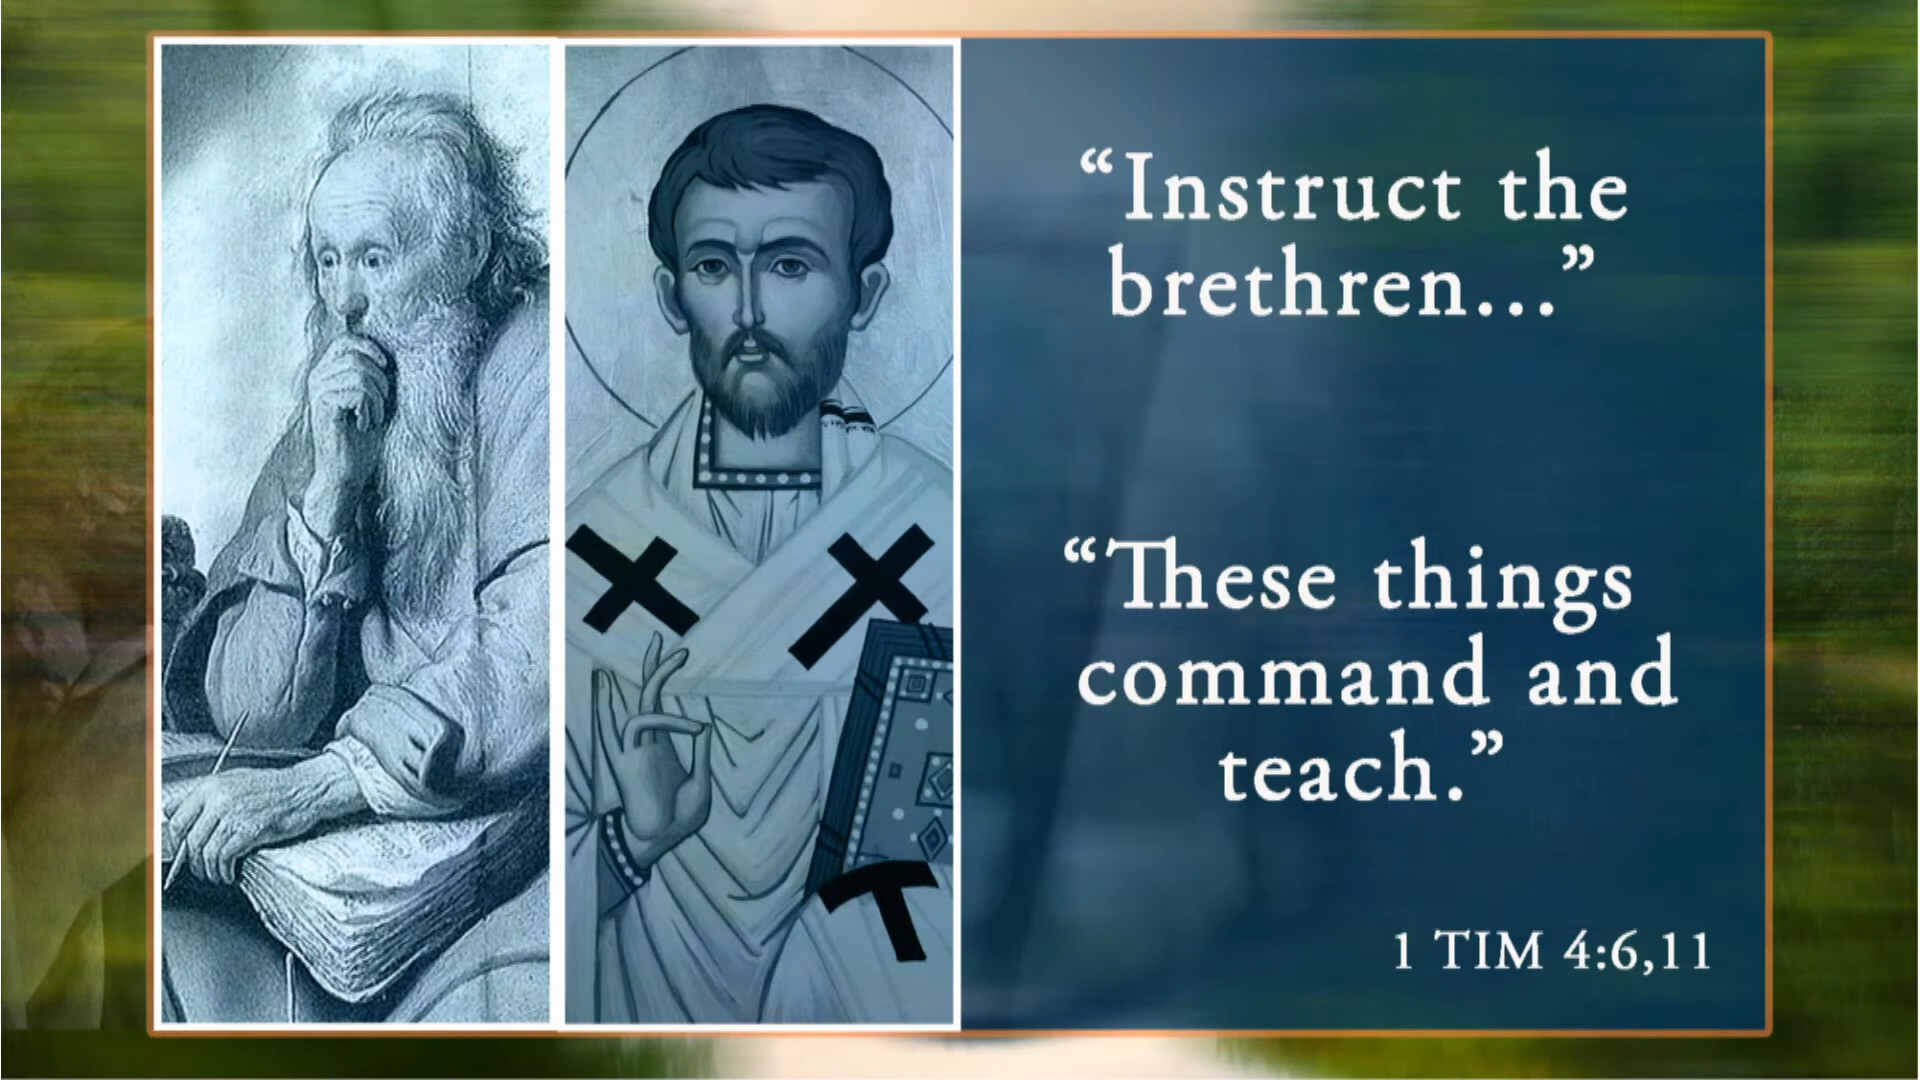 “Instruct the
brethren...”
“These things
command and
teach.”
1 TIM 4:6,11